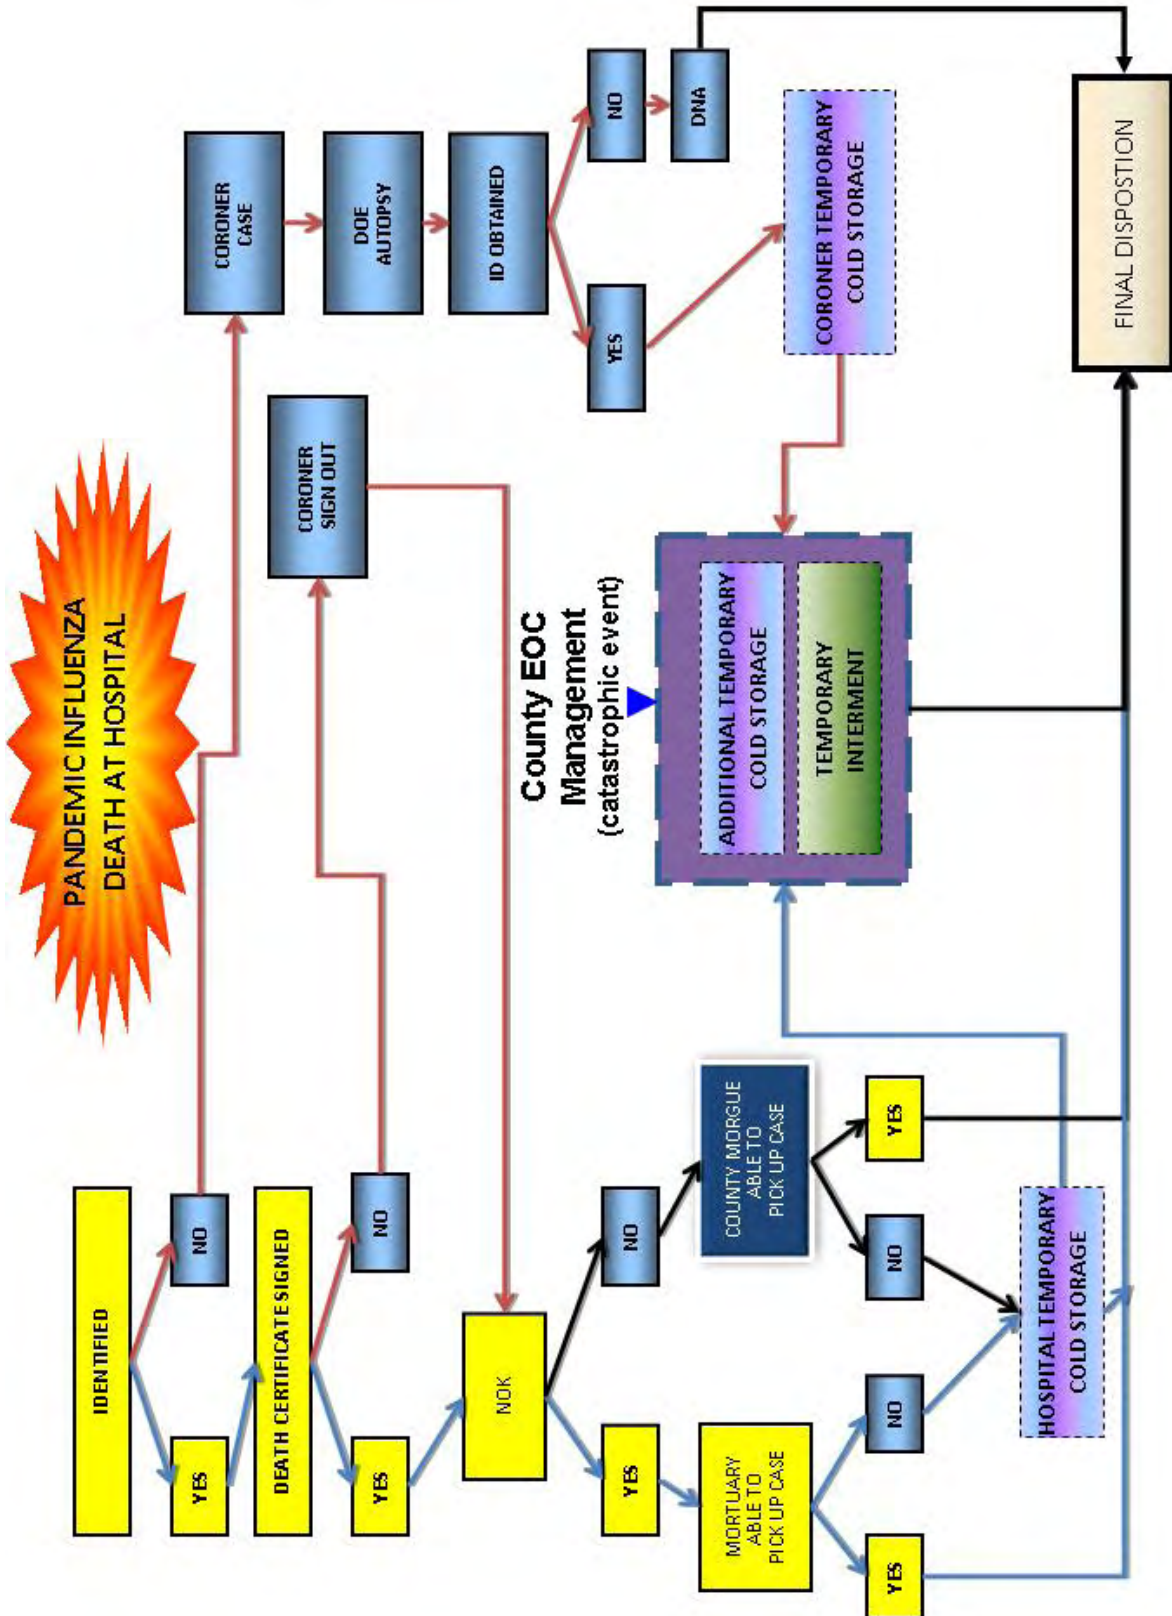 PANDEMIC INFLUENZA
DEATH AT HOSPITAL
IDENTIFIED
YES
NO
DEATH CERTIFICATE SIGNED
YES
NO
NOK
YES
NO
MORTUARY
ABLE TO
PICK UP CASE
YES
NO
COUNTY MORGUE
ABLE TO
PICK UP CASE
NO
YES
HOSPITAL TEMPORARY
COLD STORAGE
County EOC
Management
(catastrophic event)
ADDITIONAL TEMPORARY
COLD STORAGE
TEMPORARY
INTERMENT
CORONER
SIGN OUT
CORONER
CASE
DOE
AUTOPSY
ID OBTAINED
YES
NO
DNA
CORONER TEMPORARY
COLD STORAGE
FINAL DISPOSTION